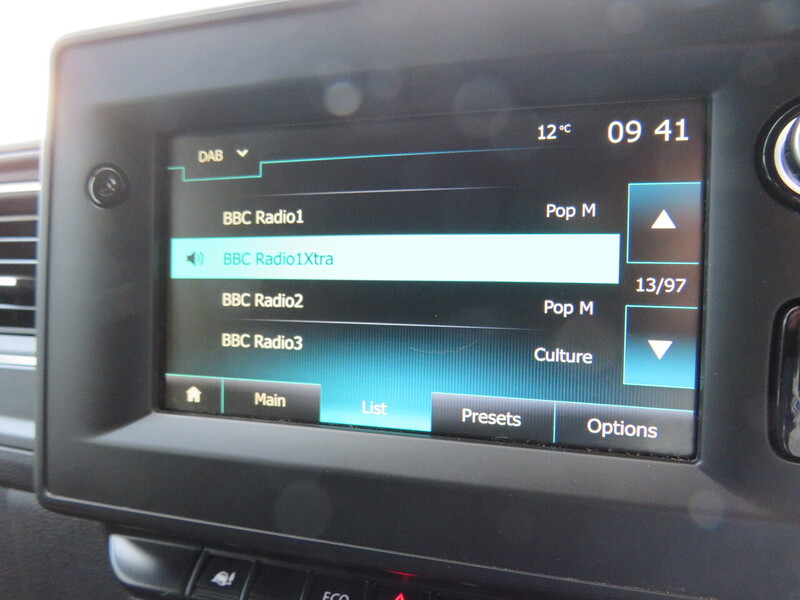 DAB 12°C 09 41
BBC Radio1 Pop M
BBC Radio1Xtra
13/97
BBC Radio2 Pop M
BBC Radio3 Culture
Main List Presets Options
ECO